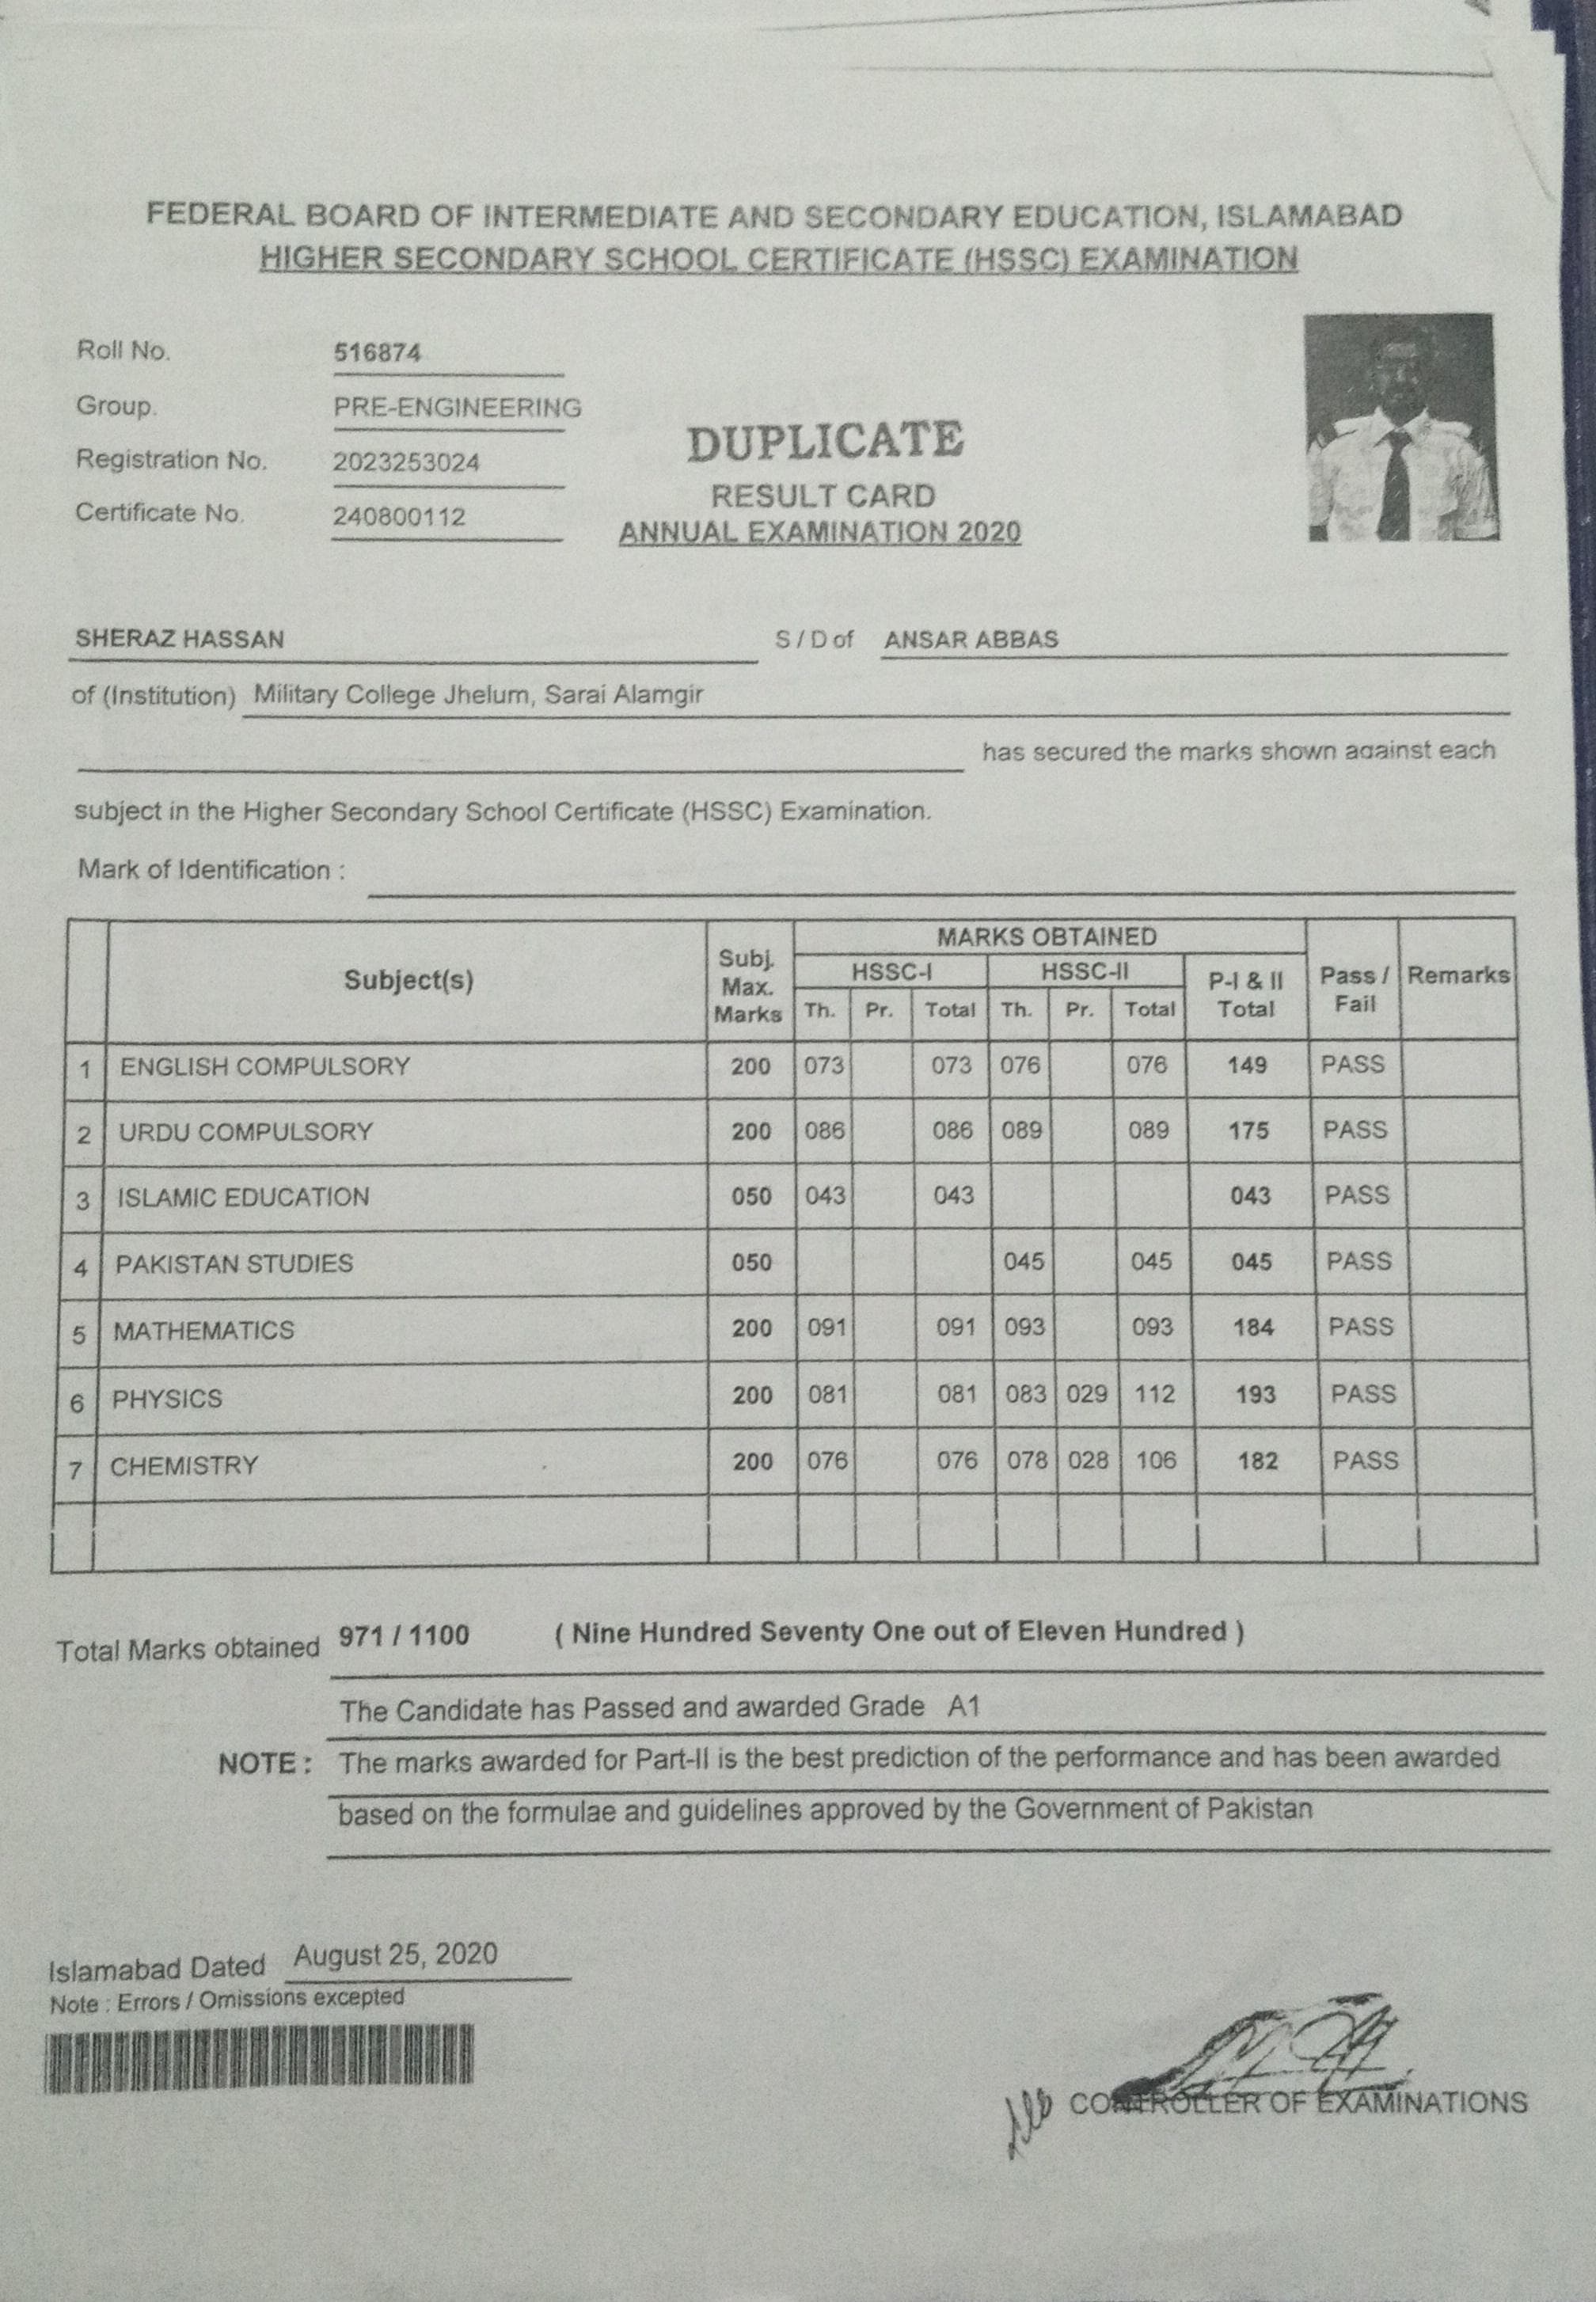 FEDERAL BOARD OF INTERMEDIATE AND SECONDARY EDUCATION, ISLAMABAD
HIGHER SECONDARY SCHOOL CERTIFICATE (HSSC) EXAMINATION
Roll No. 516874
Group. PRE-ENGINEERING
Registration No. 2023253024
Certificate No. 240800112
DUPLICATE
RESULT CARD
ANNUAL EXAMINATION 2020
SHERAZ HASSAN S / D of ANSAR ABBAS
of (Institution) Military College Jhelum, Sarai Alamgir
has secured the marks shown against each
subject in the Higher Secondary School Certificate (HSSC) Examination.
Mark of Identification :
Subject(s) Subj. Max. Marks MARKS OBTAINED Pass / Fail Remarks
HSSC-I HSSC-II P-I & II Total
Th. Pr. Total Th. Pr. Total
1 ENGLISH COMPULSORY 200 073 073 076 076 149 PASS
2 URDU COMPULSORY 200 086 086 089 089 175 PASS
3 ISLAMIC EDUCATION 050 043 043 043 PASS
4 PAKISTAN STUDIES 050 045 045 045 PASS
5 MATHEMATICS 200 091 091 093 093 184 PASS
6 PHYSICS 200 081 081 083 029 112 193 PASS
7 CHEMISTRY 200 076 076 078 028 106 182 PASS
Total Marks obtained 971 / 1100 ( Nine Hundred Seventy One out of Eleven Hundred )
The Candidate has Passed and awarded Grade A1
NOTE : The marks awarded for Part-II is the best prediction of the performance and has been awarded
based on the formulae and guidelines approved by the Government of Pakistan
Islamabad Dated August 25, 2020
Note : Errors / Omissions excepted
CONTROLLER OF EXAMINATIONS